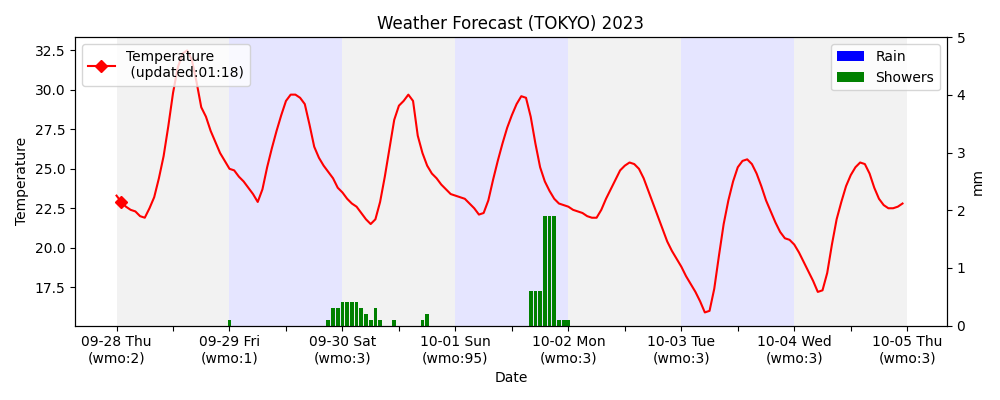 Weather Forecast (TOKYO) 2023
Temperature
(updated:01:18)
Rain
Showers
Temperature
32.5
30.0
27.5
25.0
22.5
20.0
17.5
5
4
3
2
1
0
mm
09-28 Thu 09-29 Fri 09-30 Sat 10-01 Sun 10-02 Mon 10-03 Tue 10-04 Wed 10-05 Thu
(wmo:2) (wmo:1) (wmo:3) (wmo:95) (wmo:3) (wmo:3) (wmo:3) (wmo:3)
Date